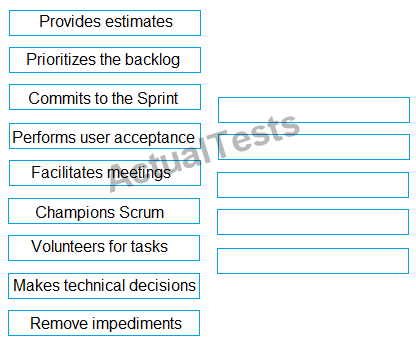 Provides estimates
Prioritizes the backlog
Commits to the Sprint
Performs user acceptance
Facilitates meetings
Champions Scrum
Volunteers for tasks
Makes technical decisions
Remove impediments
ActualTests